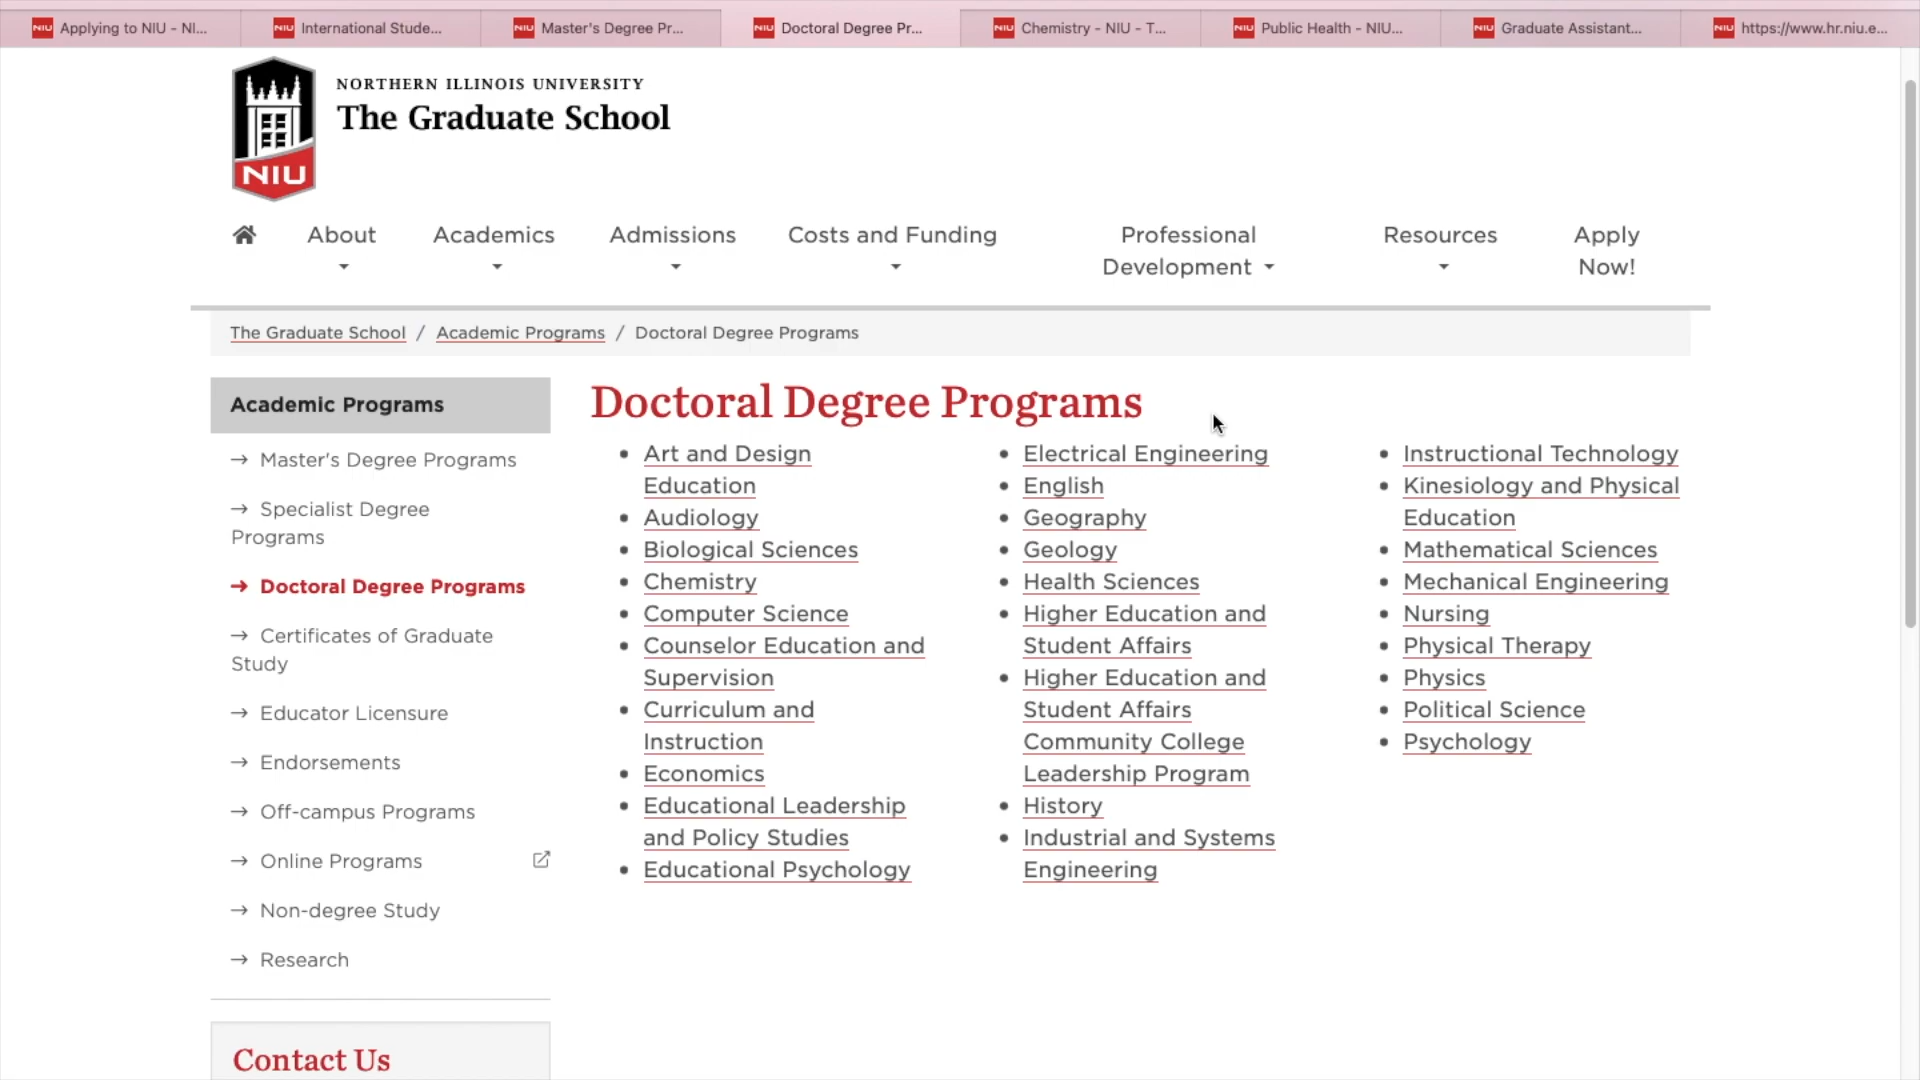 Applying to NIU - NI...
International Stude...
Master's Degree Pr...
Doctoral Degree Pr...
Chemistry - NIU - T...
Public Health - NIU...
Graduate Assistant...
https://www.hr.niu.e...
NORTHERN ILLINOIS UNIVERSITY
The Graduate School
NIU
About
Academics
Admissions
Costs and Funding
Professional
Development
Resources
Apply
Now!
The Graduate School / Academic Programs / Doctoral Degree Programs
Academic Programs
→ Master's Degree Programs
→ Specialist Degree
Programs
→ Doctoral Degree Programs
→ Certificates of Graduate
Study
→ Educator Licensure
→ Endorsements
→ Off-campus Programs
→ Online Programs
→ Non-degree Study
→ Research
Contact Us
Doctoral Degree Programs
• Art and Design
Education
• Audiology
• Biological Sciences
• Chemistry
• Computer Science
• Counselor Education and
Supervision
• Curriculum and
Instruction
• Economics
• Educational Leadership
and Policy Studies
• Educational Psychology
• Electrical Engineering
• English
• Geography
• Geology
• Health Sciences
• Higher Education and
Student Affairs
• Higher Education and
Student Affairs
Community College
Leadership Program
• History
• Industrial and Systems
Engineering
• Instructional Technology
• Kinesiology and Physical
Education
• Mathematical Sciences
• Mechanical Engineering
• Nursing
• Physical Therapy
• Physics
• Political Science
• Psychology